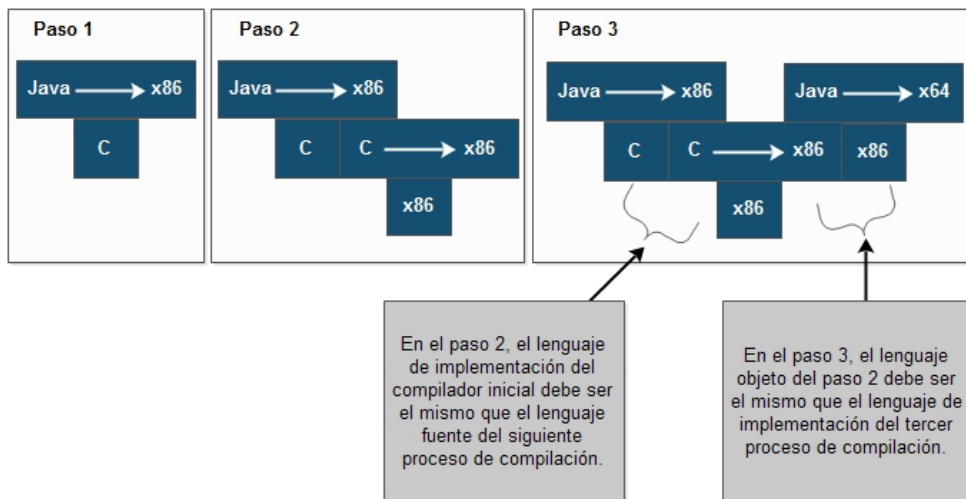 Paso 1
Java x86
C
Paso 2
Java x86
C C x86
x86
Paso 3
Java x86 Java x64
C C x86 x86
x86
En el paso 2, el lenguaje
de implementación del
compilador inicial debe ser
el mismo que el lenguaje
fuente del siguiente
proceso de compilación.
En el paso 3, el lenguaje
objeto del paso 2 debe ser
el mismo que el lenguaje de
implementación del tercer
proceso de compilación.